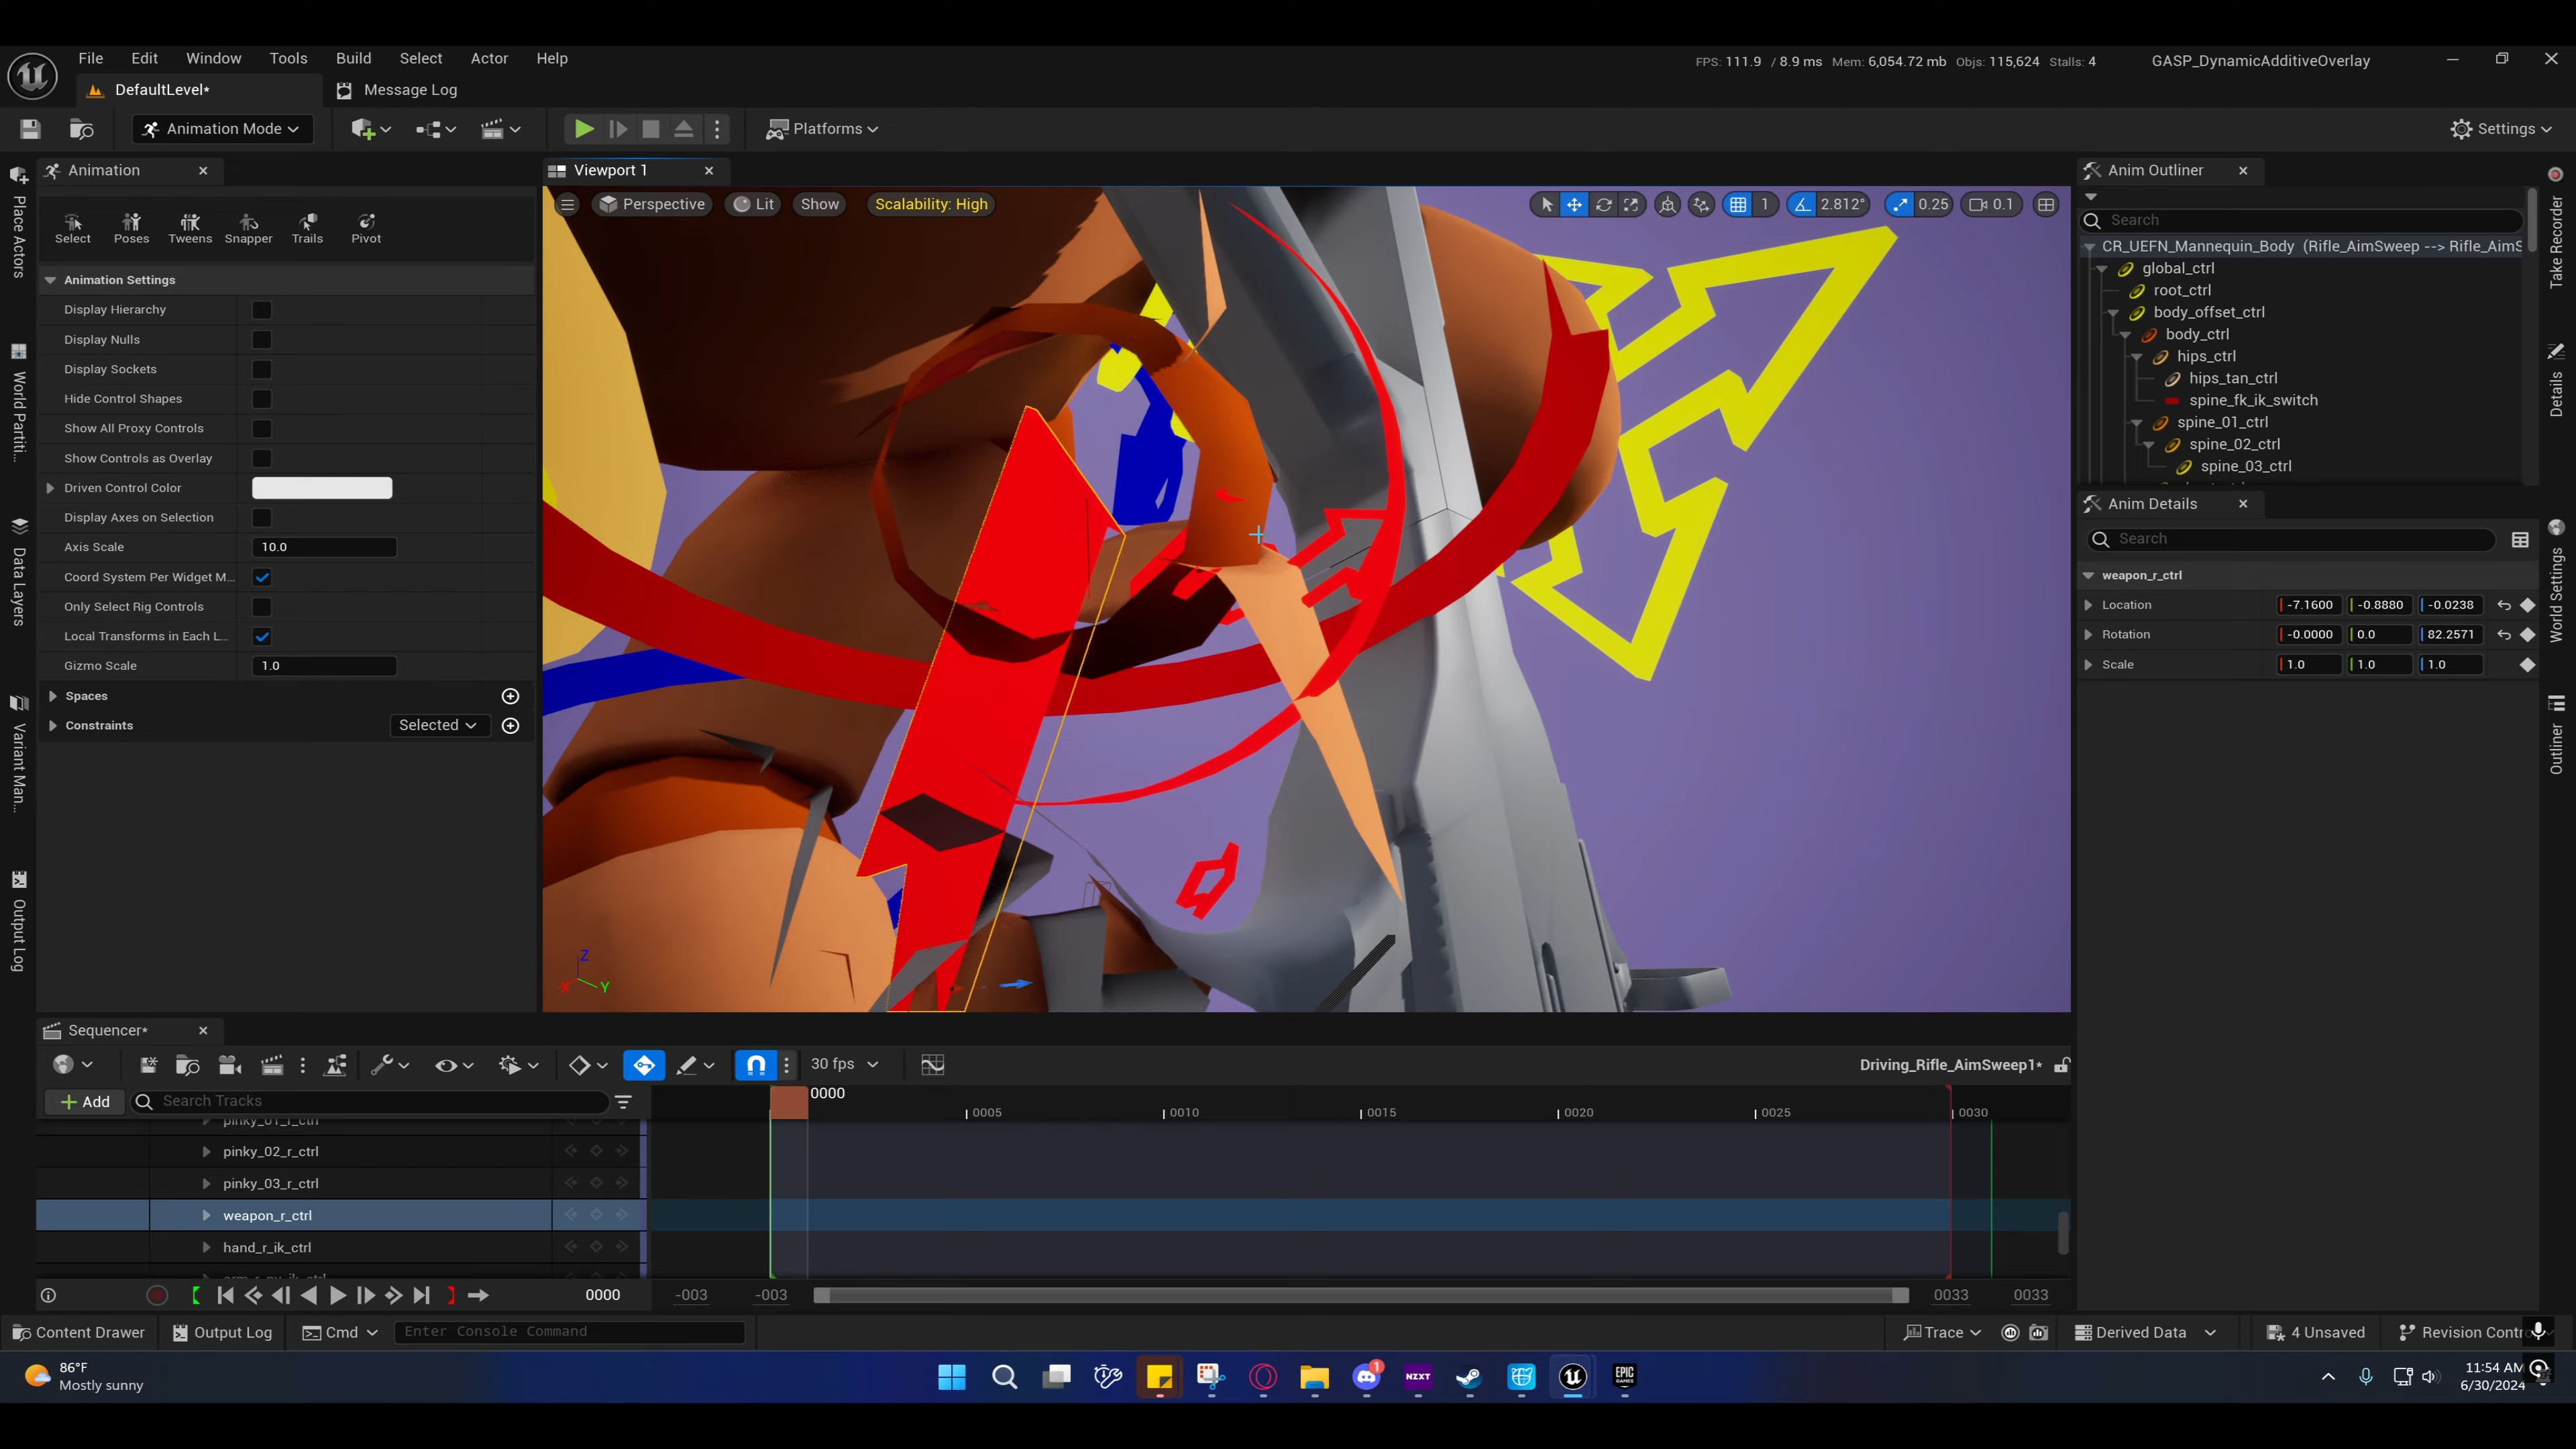 File Edit Window Tools Build Select Actor Help
FPS: 111.9 / 8.9 ms Mem: 6,054.72 mb Objs: 115,624 Stalls: 4
GASP_DynamicAdditiveOverlay
DefaultLevel*
Message Log
Animation Mode
Platforms
Settings
Place Actors
World Partiti...
Data Layers
Variant Man...
Output Log
Animation
Select Poses Tweens Snapper Trails Pivot
Animation Settings
Display Hierarchy
Display Nulls
Display Sockets
Hide Control Shapes
Show All Proxy Controls
Show Controls as Overlay
Driven Control Color
Display Axes on Selection
Axis Scale 10.0
Coord System Per Widget M...
Only Select Rig Controls
Local Transforms in Each L...
Gizmo Scale 1.0
Spaces
Constraints Selected
Viewport 1
Perspective Lit Show Scalability: High
1 2.812° 0.25 0.1
Z
X Y
Anim Outliner
Search
CR_UEFN_Mannequin_Body (Rifle_AimSweep --> Rifle_AimS
global_ctrl
root_ctrl
body_offset_ctrl
body_ctrl
hips_ctrl
hips_tan_ctrl
spine_fk_ik_switch
spine_01_ctrl
spine_02_ctrl
spine_03_ctrl
Anim Details
Search
weapon_r_ctrl
Location -7.1600 -0.8880 -0.0238
Rotation -0.0000 0.0 82.2571
Scale 1.0 1.0 1.0
Take Recorder
Details
World Settings
Outliner
Sequencer*
30 fps
Driving_Rifle_AimSweep1*
Add
Search Tracks
0000
0005 0010 0015 0020 0025 0030
pinky_01_r_ctrl
pinky_02_r_ctrl
pinky_03_r_ctrl
weapon_r_ctrl
hand_r_ik_ctrl
0000 -003 -003 0033 0033
Content Drawer Output Log Cmd Enter Console Command
Trace Derived Data 4 Unsaved Revision Contr
86°F
Mostly sunny
1
NZXT
EPIC
GAMES
11:54 AM
6/30/2024